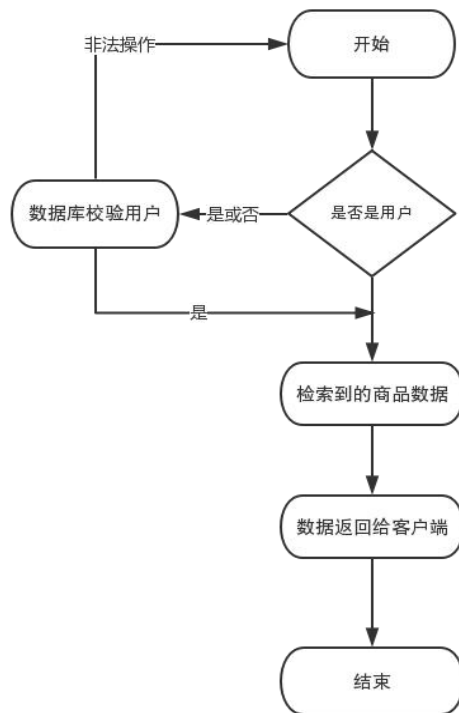 非法操作
开始
数据库校验用户
是或否
是否是用户
是
检索到的商品数据
数据返回给客户端
结束